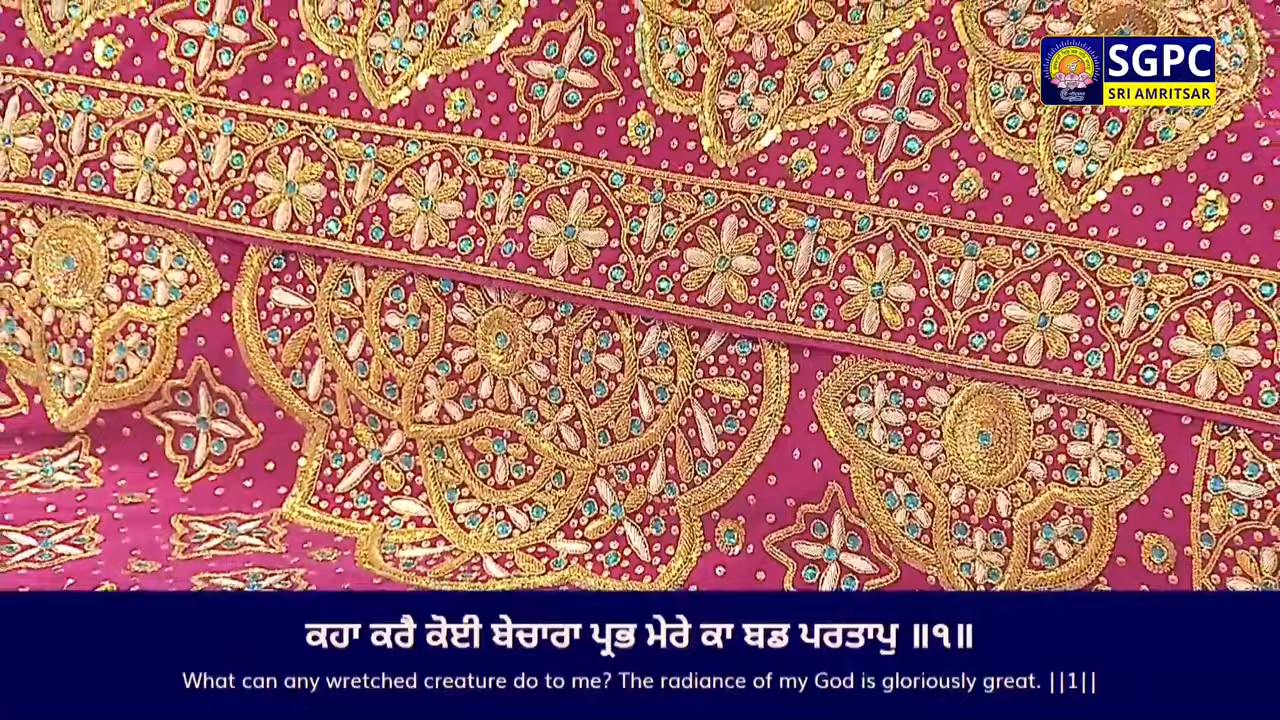 SGPC
SRI AMRITSAR
ਕਹਾ ਕਰੈ ਕੋਈ ਬੇਚਾਰਾ ਪ੍ਰਭ ਮੇਰੇ ਕਾ ਬਡ ਪਰਤਾਪੁ ॥੧॥
What can any wretched creature do to me? The radiance of my God is gloriously great. ||1||